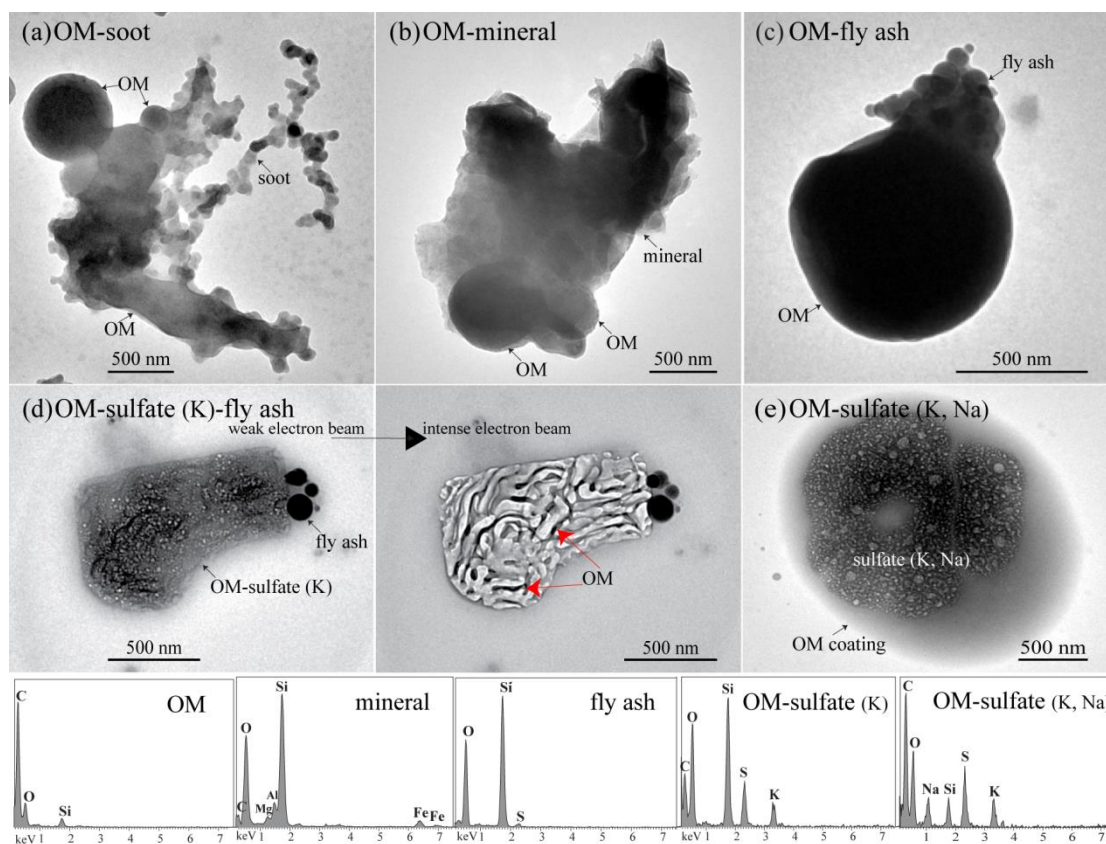 (a) OM-soot
OM
soot
OM
500 nm
(b) OM-mineral
mineral
OM
OM
500 nm
(c) OM-fly ash
fly ash
OM
500 nm
(d) OM-sulfate (K)-fly ash
weak electron beam
intense electron beam
fly ash
OM-sulfate (K)
500 nm
OM
500 nm
(e) OM-sulfate (K, Na)
sulfate (K, Na)
OM coating
500 nm
OM
C
O
Si
keV 1 2 3 4 5 6 7
mineral
Si
O
Al
Mg
C
Fe
Fe
keV 1 2 3 4 5 6 7
fly ash
Si
O
S
keV 1 2 3 4 5 6 7
OM-sulfate (K)
Si
O
C
S
K
keV 1 2 3 4 5 6 7
OM-sulfate (K, Na)
C
O
Na
Si
S
K
keV 1 2 3 4 5 6 7